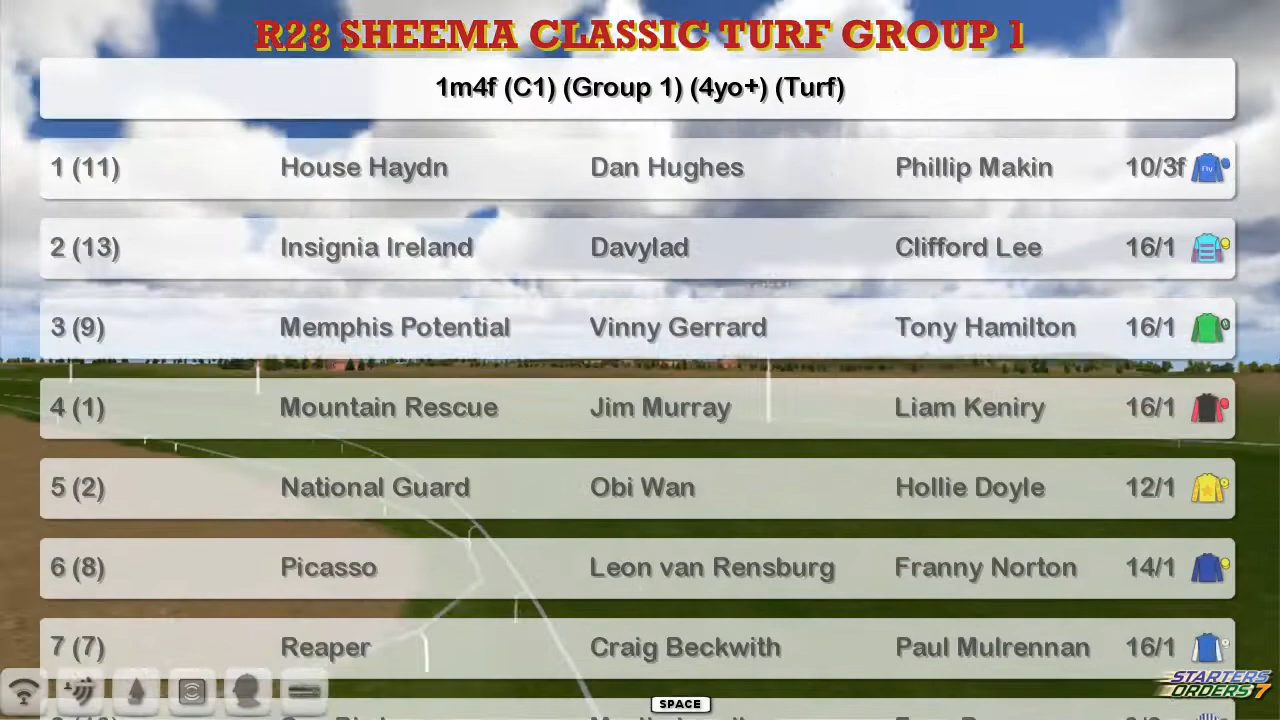 R28 SHEEMA CLASSIC TURF GROUP 1
1m4f (C1) (Group 1) (4yo+) (Turf)
1 (11) House Haydn Dan Hughes Phillip Makin 10/3f
2 (13) Insignia Ireland Davylad Clifford Lee 16/1
3 (9) Memphis Potential Vinny Gerrard Tony Hamilton 16/1
4 (1) Mountain Rescue Jim Murray Liam Keniry 16/1
5 (2) National Guard Obi Wan Hollie Doyle 12/1
6 (8) Picasso Leon van Rensburg Franny Norton 14/1
7 (7) Reaper Craig Beckwith Paul Mulrennan 16/1
STARTERS
ORDERS 7
SPACE